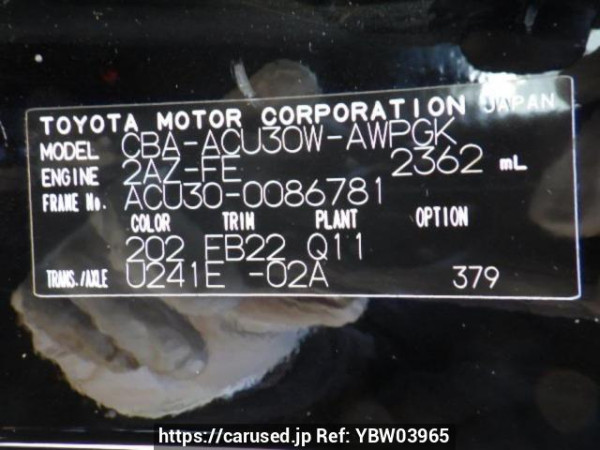 TOYOTA MOTOR CORPORATION JAPAN
MODEL CBA-ACU30W-AWPGK
ENGINE 2AZ-FE 2362 mL
FRAME No. ACU30-0086781
COLOR TRIM PLANT OPTION
202 EB22 Q11
TRANS./AXLE U241E -02A 379
https://carused.jp Ref: YBW03965